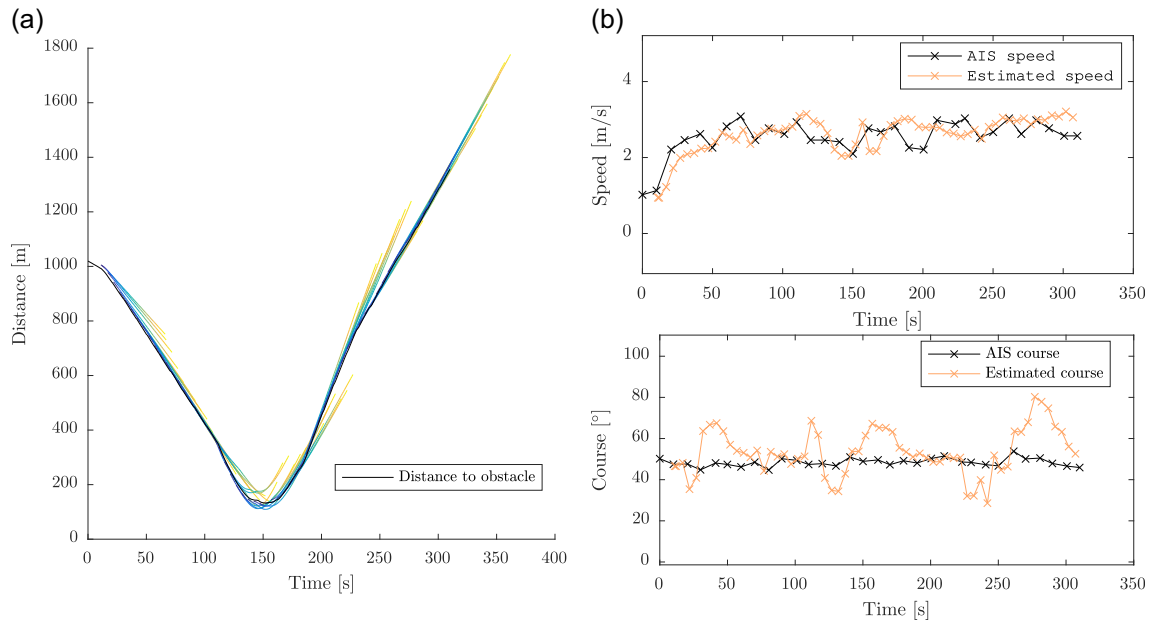 (a)
1800
1600
1400
1200
1000
800
600
400
200
0
Distance [m]
Distance to obstacle
0 50 100 150 200 250 300 350 400
Time [s]
(b)
4
2
0
Speed [m/s]
AIS speed
Estimated speed
0 50 100 150 200 250 300 350
Time [s]
100
80
60
40
20
0
Course [°]
AIS course
Estimated course
0 50 100 150 200 250 300 350
Time [s]